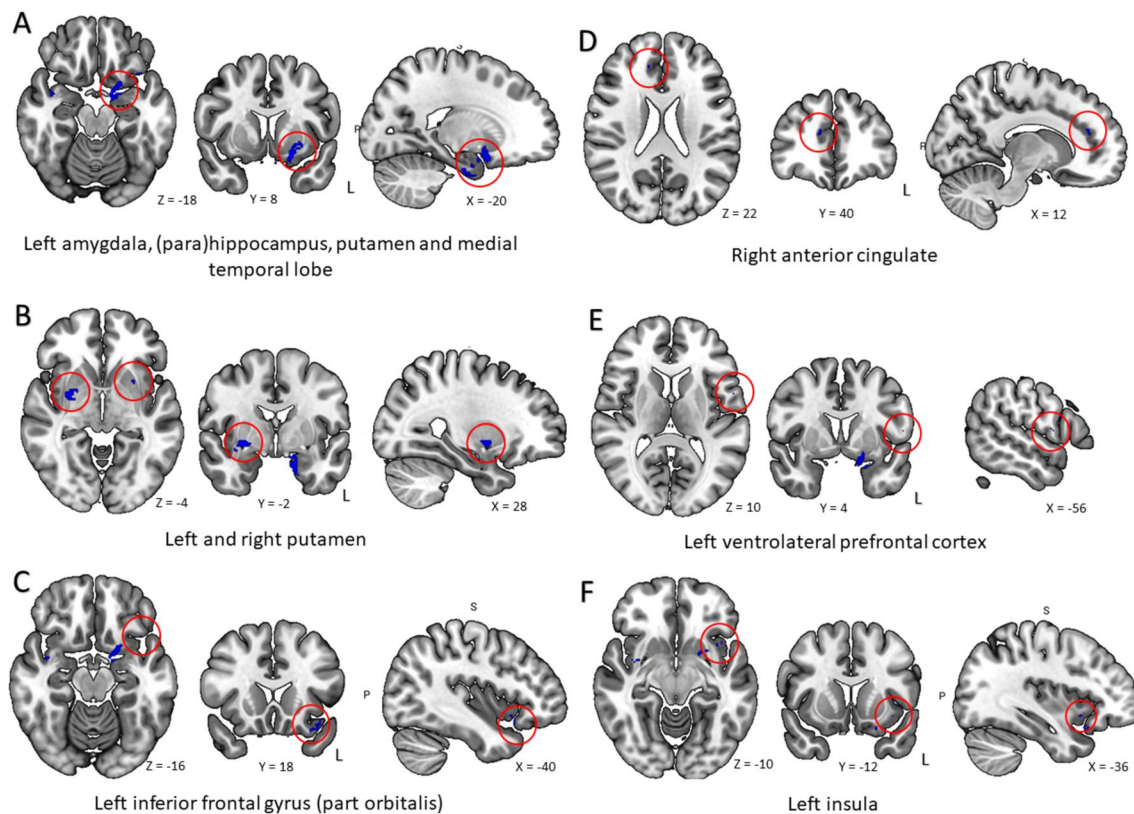 A
S
P
L
Z = -18
Y = 8
X = -20
Left amygdala, (para)hippocampus, putamen and medial
temporal lobe
B
L
Z = -4
Y = -2
X = 28
Left and right putamen
C
S
P
L
Z = -16
Y = 18
X = -40
Left inferior frontal gyrus (part orbitalis)
D
L
Z = 22
Y = 40
X = 12
Right anterior cingulate
E
L
Z = 10
Y = 4
X = -56
Left ventrolateral prefrontal cortex
F
S
P
L
Z = -10
Y = -12
X = -36
Left insula